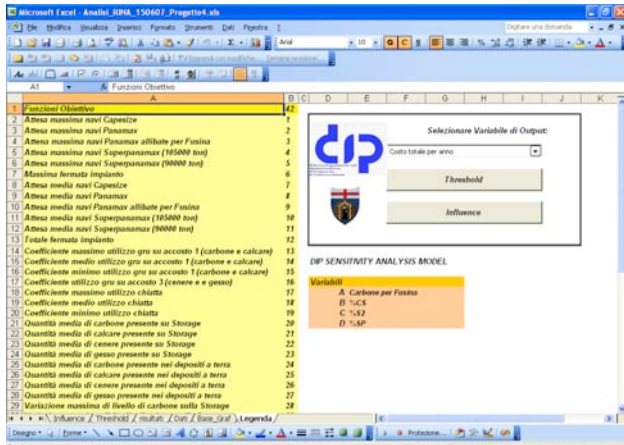 Microsoft Excel - Analisi_RINA_150607_Progetto4.xls
File Modifica Visualizza Inserisci Formato Strumenti Dati Finestra ?
Digitare una domanda.
Arial 10 G C S
A1 fx Funzioni Obiettivo
A B C D E F G H I J K
1 Funzioni Obiettivo 42
2 Attesa massima navi Capesize 1
3 Attesa massima navi Panamax 2
4 Attesa massima navi Panamax allibate per Fusina 3
5 Attesa massima navi Superpanamax (105000 ton) 4
6 Attesa massima navi Superpanamax (90000 ton) 5
7 Massima fermata impianto 6
8 Attesa media navi Capesize 7
9 Attesa media navi Panamax 8
10 Attesa media navi Panamax allibate per Fusina 9
11 Attesa media navi Superpanamax (105000 ton) 10
12 Attesa media navi Superpanamax (90000 ton) 11
13 Totale fermata impianto 12
14 Coefficiente massimo utilizzo gru su accosto 1 (carbone e calcare) 13
15 Coefficiente medio utilizzo gru su accosto 1 (carbone e calcare) 14
16 Coefficiente minimo utilizzo gru su accosto 1 (carbone e calcare) 15
17 Coefficiente utilizzo gru su accosto 3 (cenere e e gesso) 16
18 Coefficiente massimo utilizzo chiatta 17
19 Coefficiente medio utilizzo chiatta 18
20 Coefficiente minimo utilizzo chiatta 19
21 Quantità media di carbone presente su Storage 20
22 Quantità media di calcare presente su Storage 21
23 Quantità media di cenere presente su Storage 22
24 Quantità media di gesso presente su Storage 23
25 Quantità media di carbone presente nei depositi a terra 24
26 Quantità media di calcare presente nei depositi a terra 25
27 Quantità media di cenere presente nei depositi a terra 26
28 Quantità media di gesso presente nei depositi a terra 27
29 Variazione massima di livello di carbone sulla Storage 28
dip
Selezionare Variabile di Output:
Costo totale per anno
Threshold
Influence
DIP SENSITIVITY ANALYSIS MODEL
Variabili
A Carbone per Fusina
B %CS
C %S2
D %SP
Influence / Threshold / risultati / Dati / Base_Graf / Legenda
Disegno Forme
Protezione...